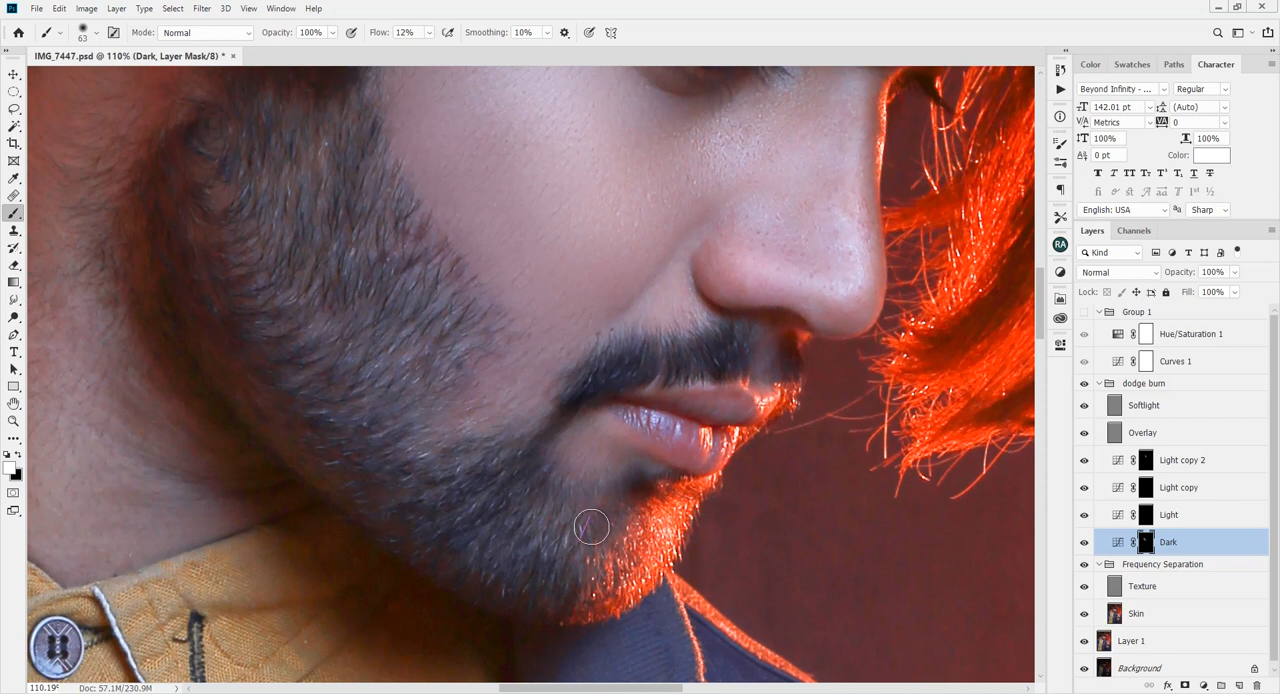 File Edit Image Layer Type Select Filter 3D View Window Help
63 Mode: Normal Opacity: 100% Flow: 12% Smoothing: 10%
IMG_7447.psd @ 110% (Dark, Layer Mask/8) * ×
Color Swatches Paths Character
Beyond Infinity - ... Regular
142.01 pt (Auto)
Metrics 0
100% 100%
0 pt Color:
English: USA Sharp
Layers Channels
Kind
Normal Opacity: 100%
Lock: Fill: 100%
Group 1
Hue/Saturation 1
Curves 1
dodge burn
Softlight
Overlay
Light copy 2
Light copy
Light
Dark
Frequency Separation
Texture
Skin
Layer 1
Background
110.19% Doc: 57.1M/230.9M